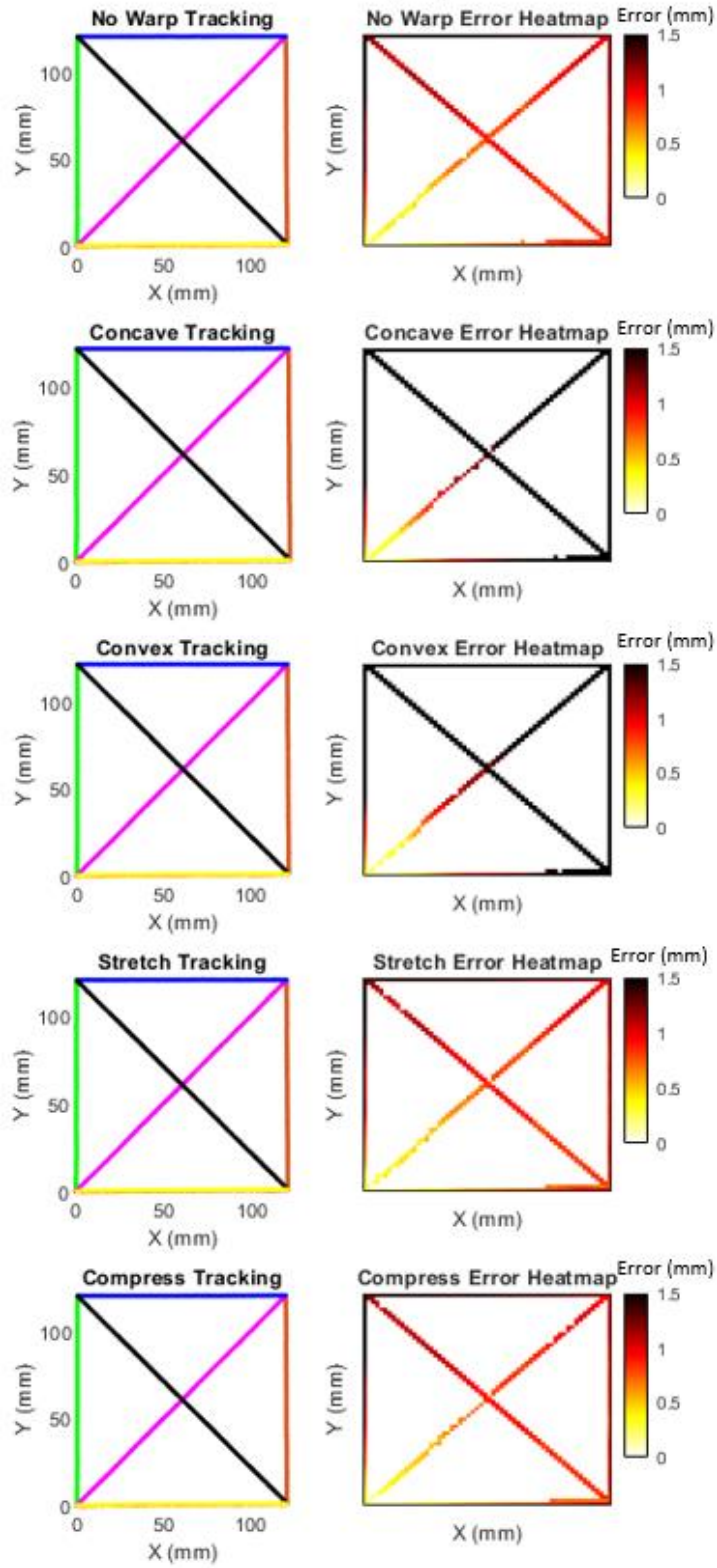 No Warp Tracking
No Warp Error Heatmap
Error (mm)
100
50
0
Y (mm)
0 50 100
X (mm)
Y (mm)
X (mm)
1.5
1
0.5
0
Concave Tracking
Concave Error Heatmap
Error (mm)
100
50
0
Y (mm)
0 50 100
X (mm)
Y (mm)
X (mm)
1.5
1
0.5
0
Convex Tracking
Convex Error Heatmap
Error (mm)
100
50
0
Y (mm)
0 50 100
X (mm)
Y (mm)
X (mm)
1.5
1
0.5
0
Stretch Tracking
Stretch Error Heatmap
Error (mm)
100
50
0
Y (mm)
0 50 100
X (mm)
Y (mm)
X (mm)
1.5
1
0.5
0
Compress Tracking
Compress Error Heatmap
Error (mm)
100
50
0
Y (mm)
0 50 100
X (mm)
Y (mm)
X (mm)
1.5
1
0.5
0